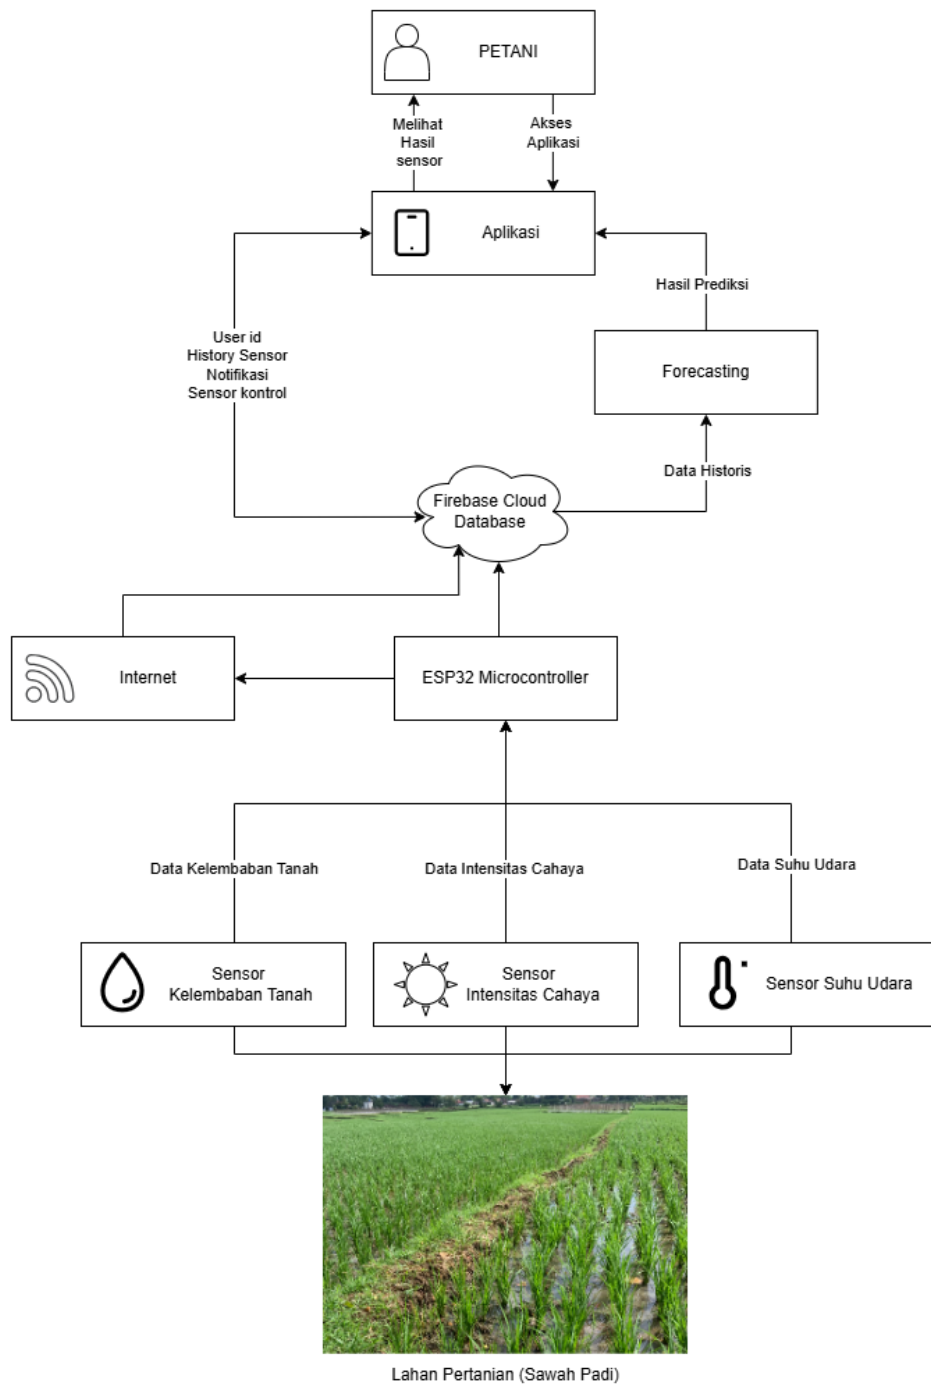 PETANI
Melihat
Hasil
sensor
Akses
Aplikasi
Aplikasi
Hasil Prediksi
User id
History Sensor
Notifikasi
Sensor kontrol
Forecasting
Data Historis
Firebase Cloud
Database
Internet
ESP32 Microcontroller
Data Kelembaban Tanah
Data Intensitas Cahaya
Data Suhu Udara
Sensor
Kelembaban Tanah
Sensor
Intensitas Cahaya
Sensor Suhu Udara
Lahan Pertanian (Sawah Padi)